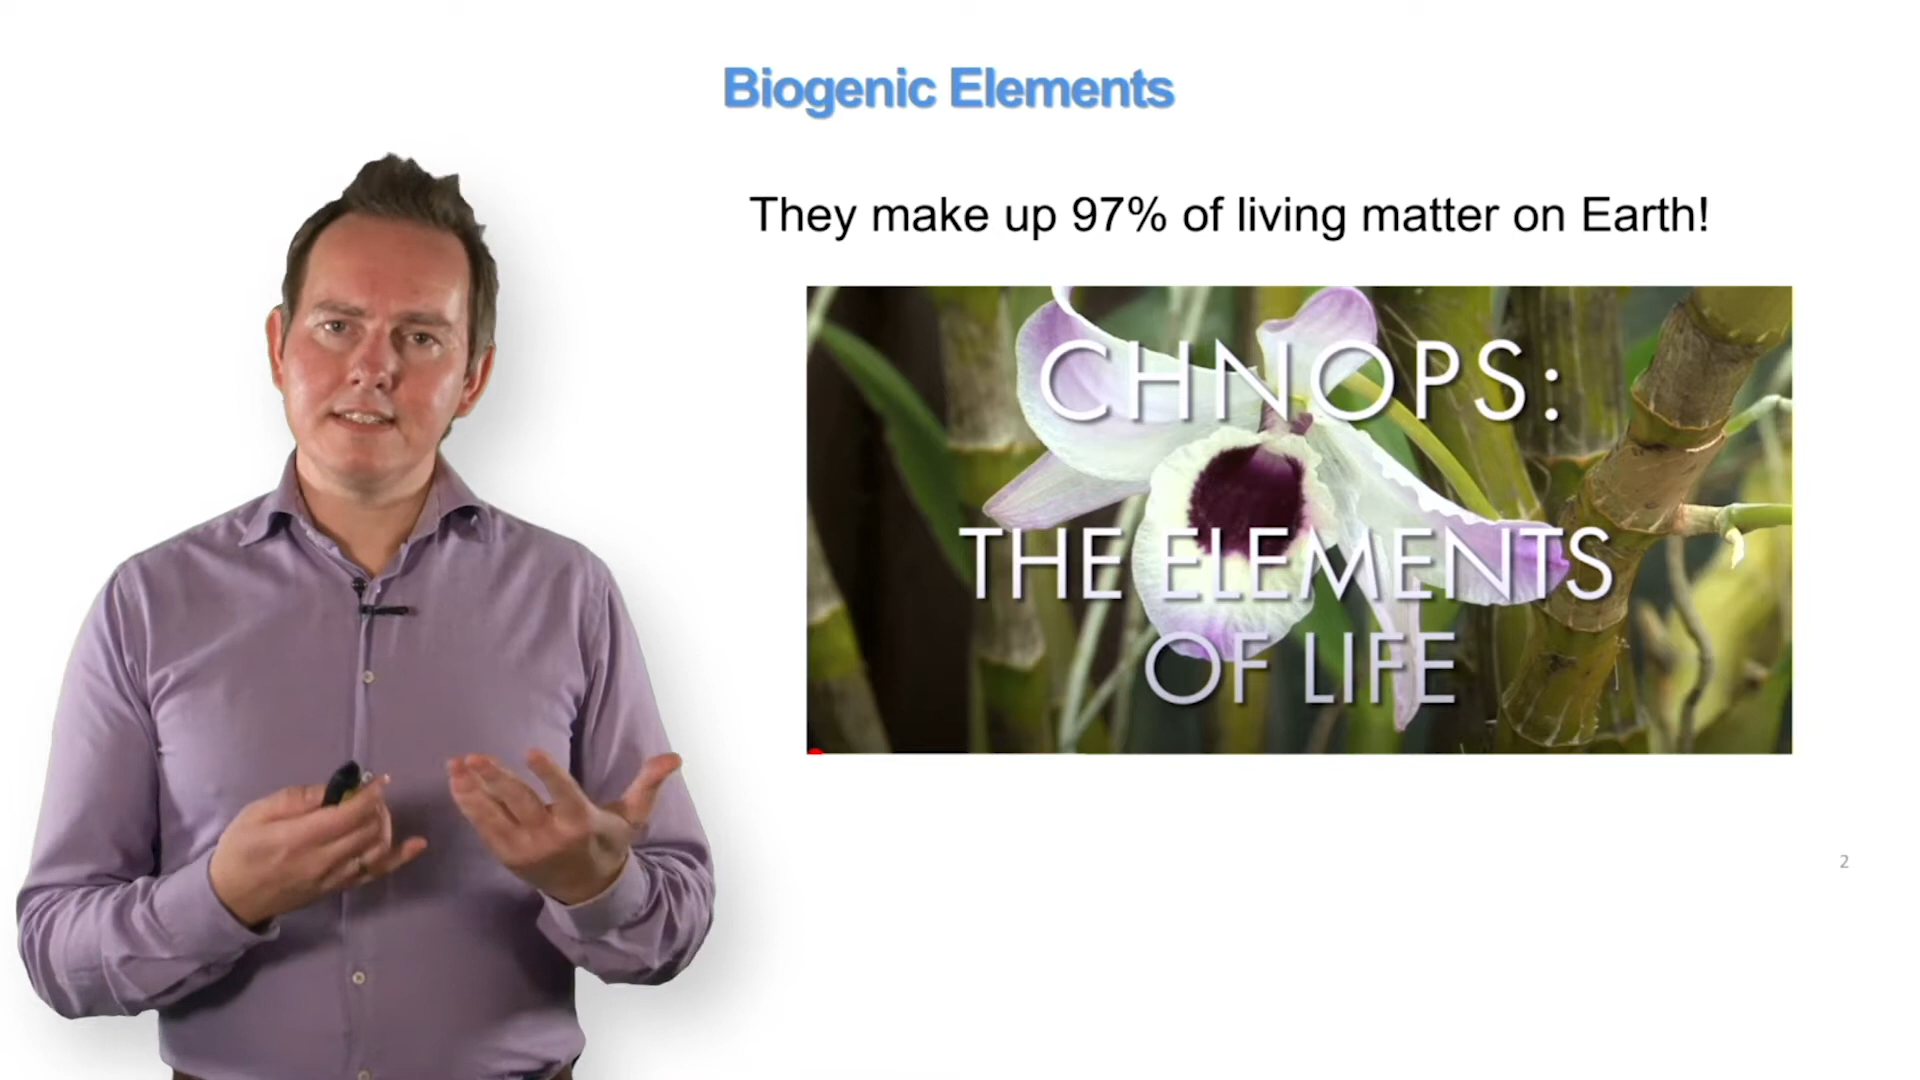 Biogenic Elements
They make up 97% of living matter on Earth!
CHNOPS:
THE ELEMENTS
OF LIFE
2